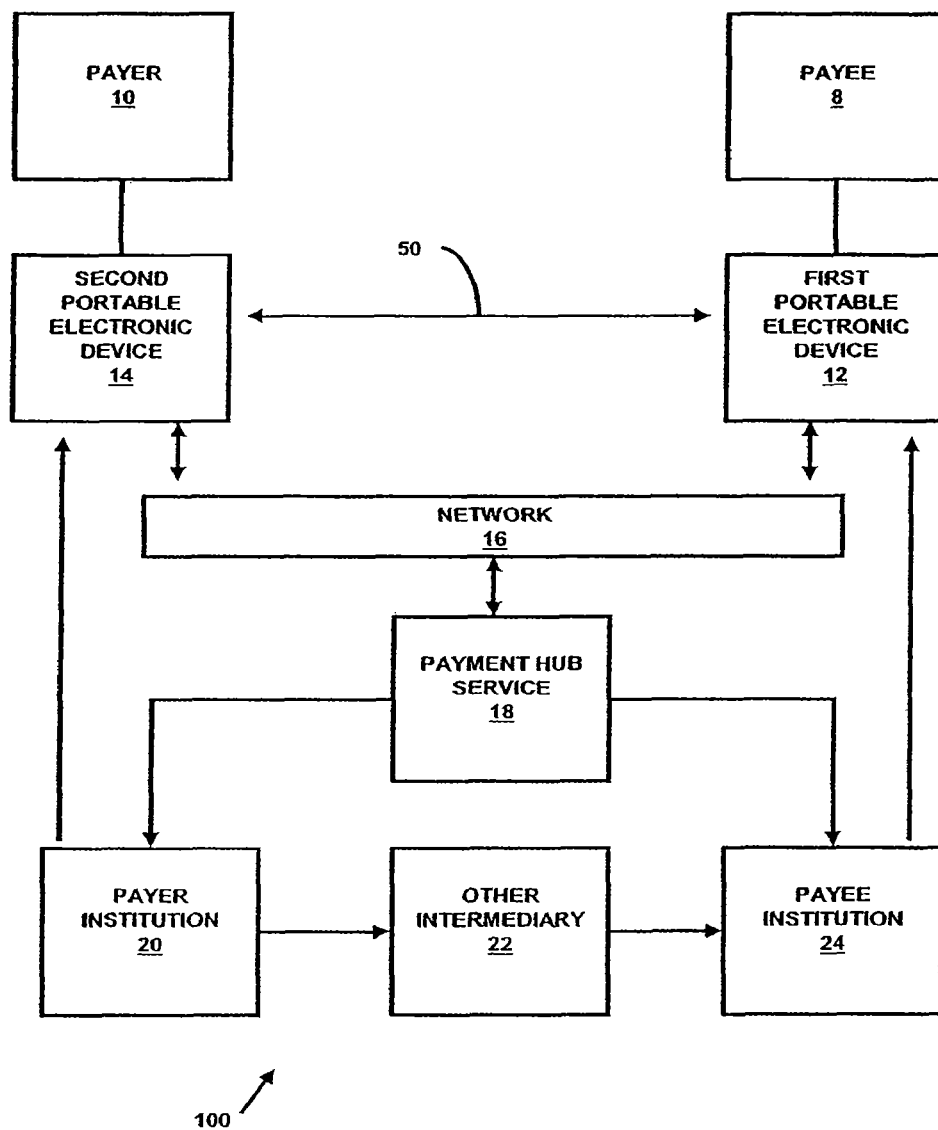 PAYER
10
PAYEE
8
50
SECOND
PORTABLE
ELECTRONIC
DEVICE
14
FIRST
PORTABLE
ELECTRONIC
DEVICE
12
NETWORK
16
PAYMENT HUB
SERVICE
18
PAYER
INSTITUTION
20
OTHER
INTERMEDIARY
22
PAYEE
INSTITUTION
24
100